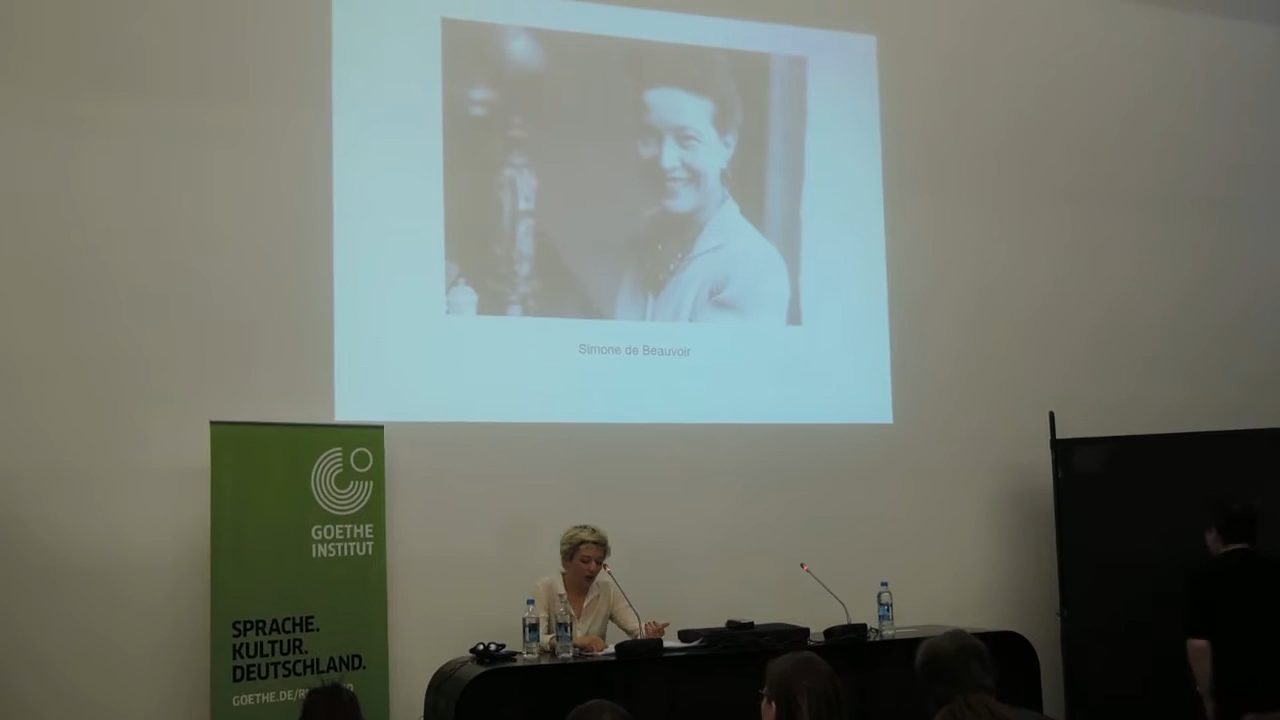 Simone de Beauvoir
GOETHE
INSTITUT
SPRACHE.
KULTUR.
DEUTSCHLAND.